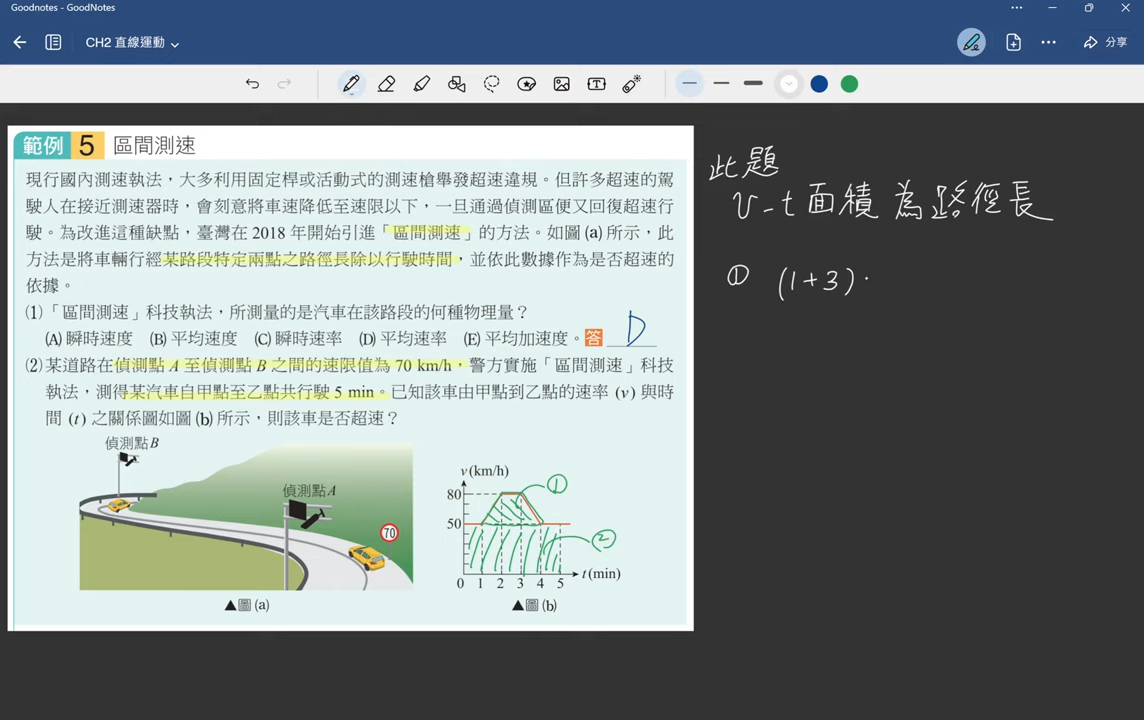 Goodnotes - GoodNotes
CH2 直線運動
分享
範例 5 區間測速
現行國內測速執法，大多利用固定桿或活動式的測速槍舉發超速違規。但許多超速的駕
駛人在接近測速器時，會刻意將車速降低至速限以下，一旦通過偵測區便又回復超速行
駛。為改進這種缺點，臺灣在 2018 年開始引進「區間測速」的方法。如圖(a)所示，此
方法是將車輛行經某路段特定兩點之路徑長除以行駛時間，並依此數據作為是否超速的
依據。
(1)「區間測速」科技執法，所測量的是汽車在該路段的何種物理量？
(A) 瞬時速度 (B) 平均速度 (C) 瞬時速率 (D) 平均速率 (E) 平均加速度。答 D
(2)某道路在偵測點 A 至偵測點 B 之間的速限值為 70 km/h，警方實施「區間測速」科技
執法，測得某汽車自甲點至乙點共行駛 5 min。已知該車由甲點到乙點的速率 (v) 與時
間 (t) 之關係圖如圖(b)所示，則該車是否超速？
偵測點B
偵測點A
70
▲圖(a)
v(km/h)
80
50
0 1 2 3 4 5
t(min)
①
②
▲圖(b)
此題
v-t面積 為路徑長
① (1+3)·